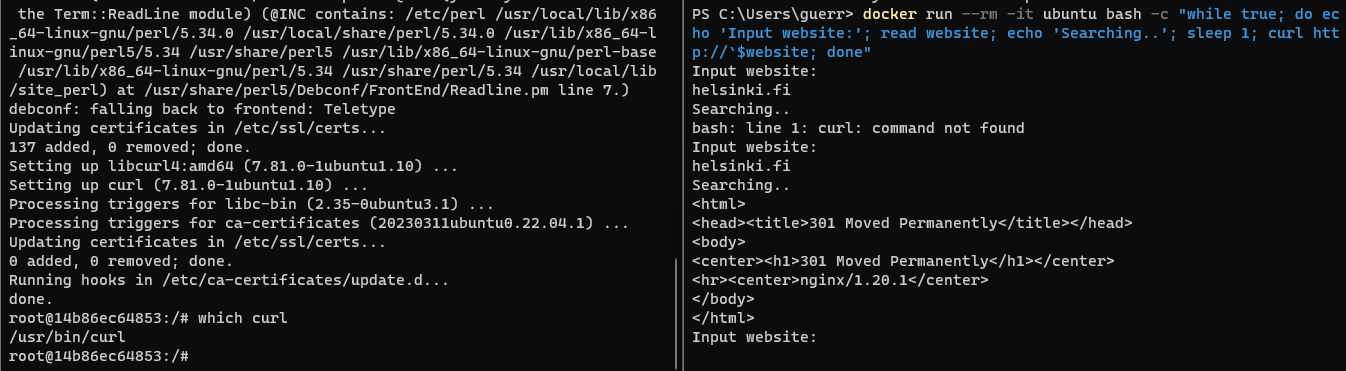 the Term::ReadLine module) (@INC contains: /etc/perl /usr/local/lib/x86
_64-linux-gnu/perl/5.34.0 /usr/local/share/perl/5.34.0 /usr/lib/x86_64-l
inux-gnu/perl5/5.34 /usr/share/perl5 /usr/lib/x86_64-linux-gnu/perl-base
 /usr/lib/x86_64-linux-gnu/perl/5.34 /usr/share/perl/5.34 /usr/local/lib
/site_perl) at /usr/share/perl5/Debconf/FrontEnd/Readline.pm line 7.)
debconf: falling back to frontend: Teletype
Updating certificates in /etc/ssl/certs...
137 added, 0 removed; done.
Setting up libcurl4:amd64 (7.81.0-1ubuntu1.10) ...
Setting up curl (7.81.0-1ubuntu1.10) ...
Processing triggers for libc-bin (2.35-0ubuntu3.1) ...
Processing triggers for ca-certificates (20230311ubuntu0.22.04.1) ...
Updating certificates in /etc/ssl/certs...
0 added, 0 removed; done.
Running hooks in /etc/ca-certificates/update.d...
done.
root@14b86ec64853:/# which curl
/usr/bin/curl
root@14b86ec64853:/#
PS C:\Users\guerr> docker run --rm -it ubuntu bash -c "while true; do ec
ho 'Input website:'; read website; echo 'Searching..'; sleep 1; curl htt
p://`$website; done"
Input website:
helsinki.fi
Searching..
bash: line 1: curl: command not found
Input website:
helsinki.fi
Searching..
<html>
<head><title>301 Moved Permanently</title></head>
<body>
<center><h1>301 Moved Permanently</h1></center>
<hr><center>nginx/1.20.1</center>
</body>
</html>
Input website: